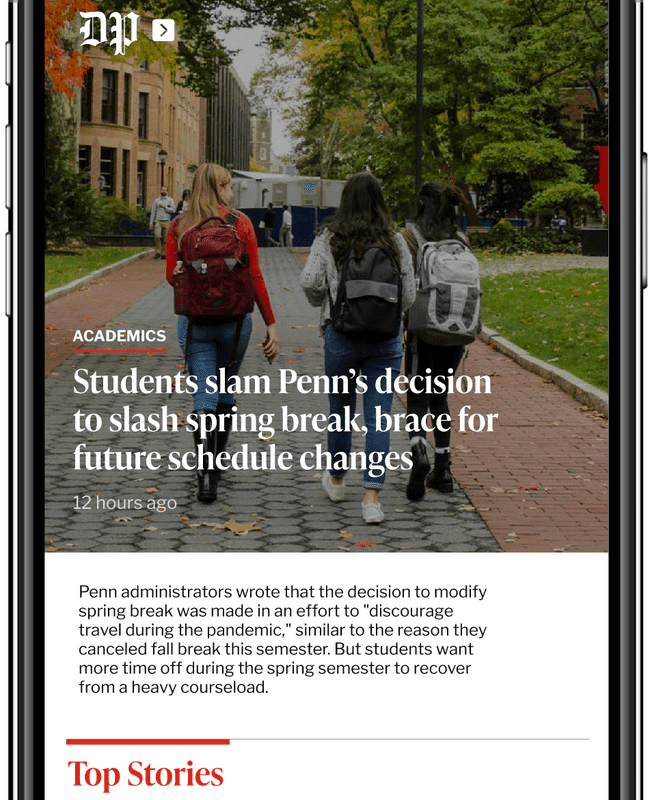 DP
ACADEMICS
Students slam Penn’s decision
to slash spring break, brace for
future schedule changes
12 hours ago
Penn administrators wrote that the decision to modify
spring break was made in an effort to "discourage
travel during the pandemic," similar to the reason they
canceled fall break this semester. But students want
more time off during the spring semester to recover
from a heavy courseload.
Top Stories